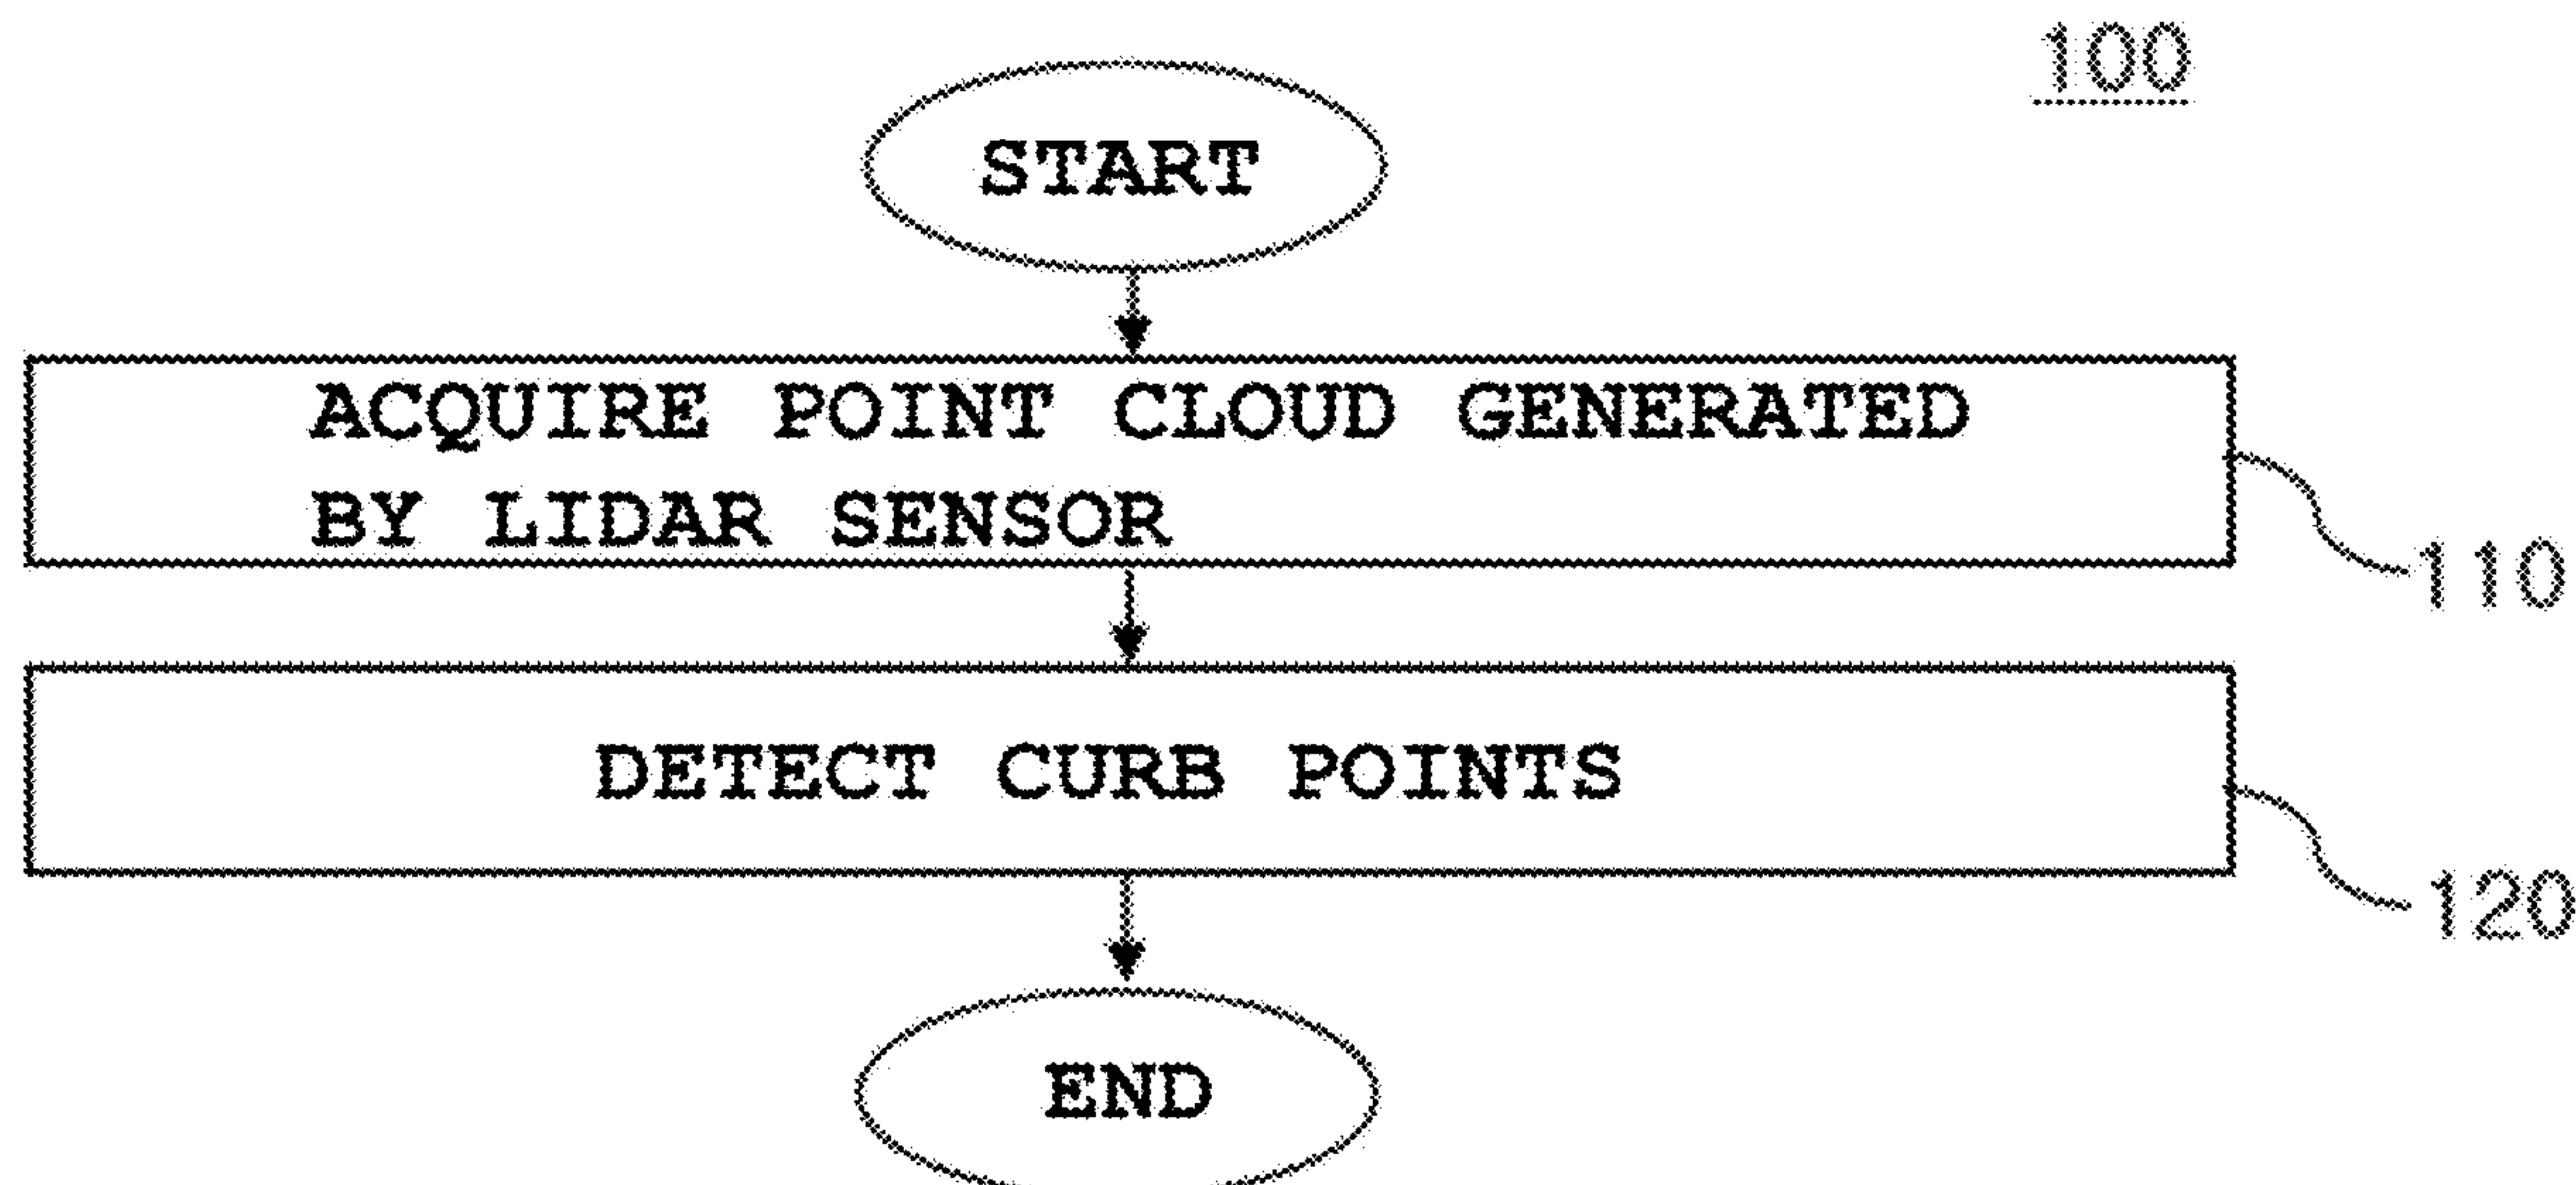 100
START
ACQUIRE POINT CLOUD GENERATED
BY LIDAR SENSOR
110
DETECT CURB POINTS
120
END